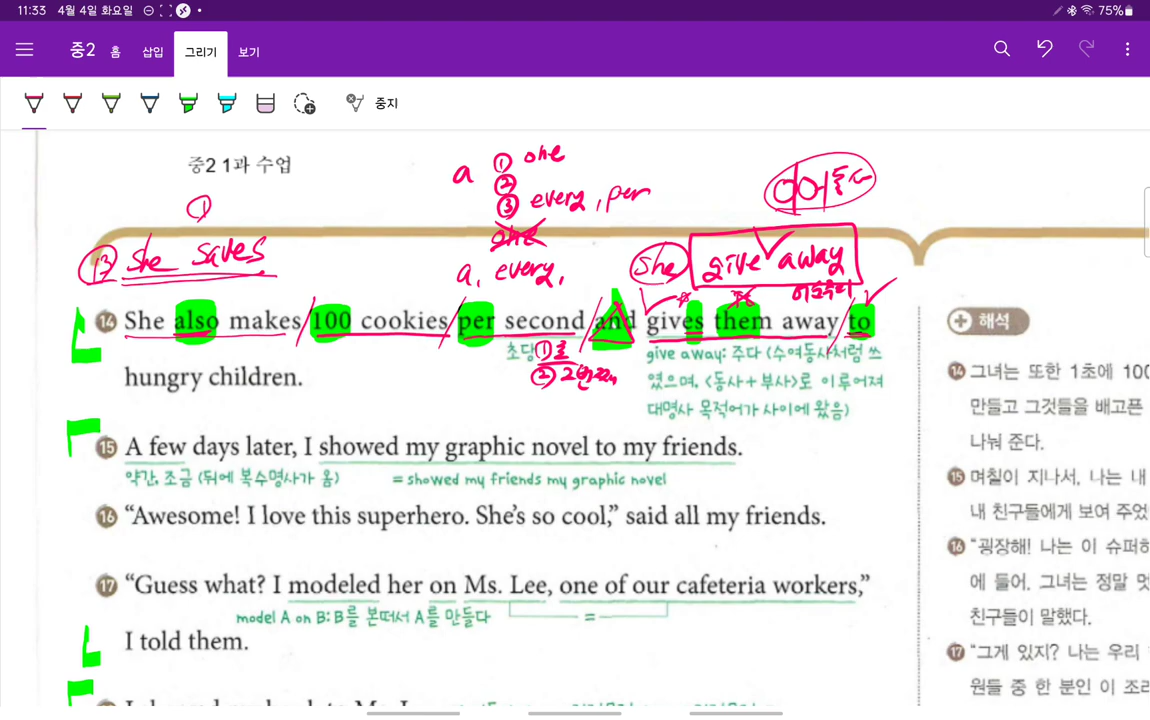 11:33 4월 4일 화요일 75%
중2 홈 삽입 그리기 보기
중지
중2 1과 수업
① a ① one
②
③ every, per
one
⑬ she saves
a, every,
she give away
⑭ She also makes / 100 cookies / per second / and gives them away / to
초당 ① 로
②
give away: 주다 (수여동사처럼 쓰
였으며, <동사+부사>로 이루어져
대명사 목적어가 사이에 왔음)
hungry children.
⑮ A few days later, I showed my graphic novel to my friends.
약간, 조금 (뒤에 복수명사가 옴) = showed my friends my graphic novel
⑯ “Awesome! I love this superhero. She’s so cool,” said all my friends.
⑰ “Guess what? I modeled her on Ms. Lee, one of our cafeteria workers,”
model A on B: B를 본떠서 A를 만들다 =
I told them.
해석
⑭ 그녀는 또한 1초에 100
만들고 그것들을 배고픈
나눠 준다.
⑮ 며칠이 지나서, 나는 내
내 친구들에게 보여 주었
⑯ “굉장해! 나는 이 슈퍼히
에 들어. 그녀는 정말 멋
친구들이 말했다.
⑰ “그게 있지? 나는 우리
원들 중 한 분인 이 조리